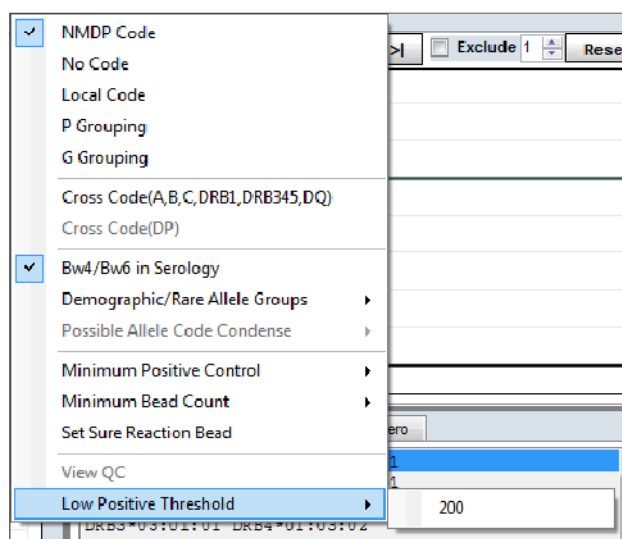 NMDP Code
>| Exclude 1 Rese
No Code
Local Code
P Grouping
G Grouping
Cross Code(A,B,C,DRB1,DRB345,DQ)
Cross Code(DP)
Bw4/Bw6 in Serology
Demographic/Rare Allele Groups
Possible Allele Code Condense
Minimum Positive Control
Minimum Bead Count
Set Sure Reaction Bead
ero
View QC
1
1
Low Positive Threshold
200
DRB3*03:01:01 DRB4*01:03:02